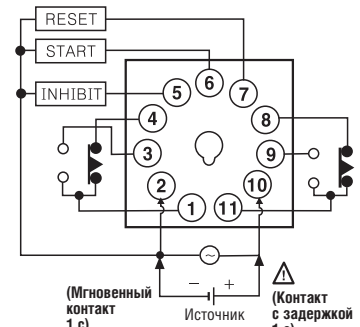 RESET
START
INHIBIT
6
5
7
4
8
3
9
2
10
1
11
~
− +
Источник
(Мгновенный
контакт
1 c)
(Контакт
с задержкой